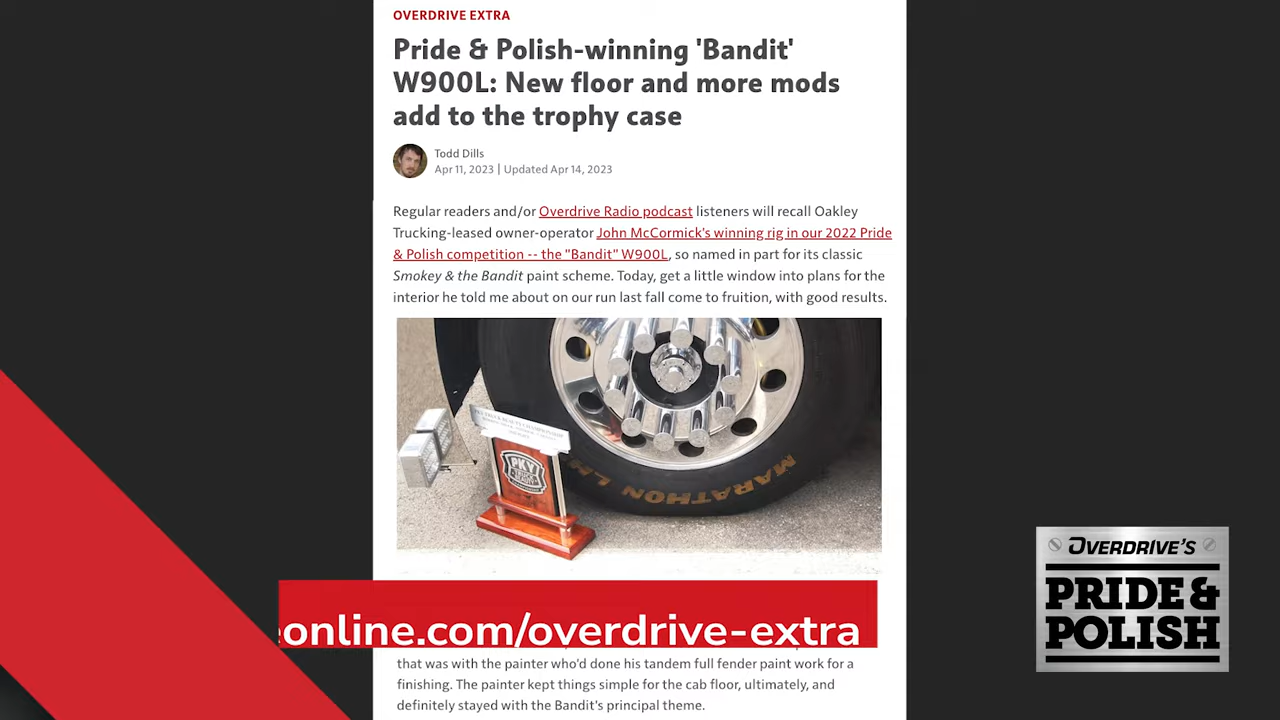 OVERDRIVE EXTRA
Pride & Polish-winning 'Bandit'
W900L: New floor and more mods
add to the trophy case
Todd Dills
Apr 11, 2023 | Updated Apr 14, 2023
Regular readers and/or Overdrive Radio podcast listeners will recall Oakley
Trucking-leased owner-operator John McCormick's winning rig in our 2022 Pride
& Polish competition -- the "Bandit" W900L, so named in part for its classic
Smokey & the Bandit paint scheme. Today, get a little window into plans for the
interior he told me about on our run last fall come to fruition, with good results.
PKY
TRUCK
BEAUTY
MARATHON LH
online.com/overdrive-extra
that was with the painter who'd done his tandem full fender paint work for a
finishing. The painter kept things simple for the cab floor, ultimately, and
definitely stayed with the Bandit's principal theme.
OVERDRIVE'S
PRIDE &
POLISH